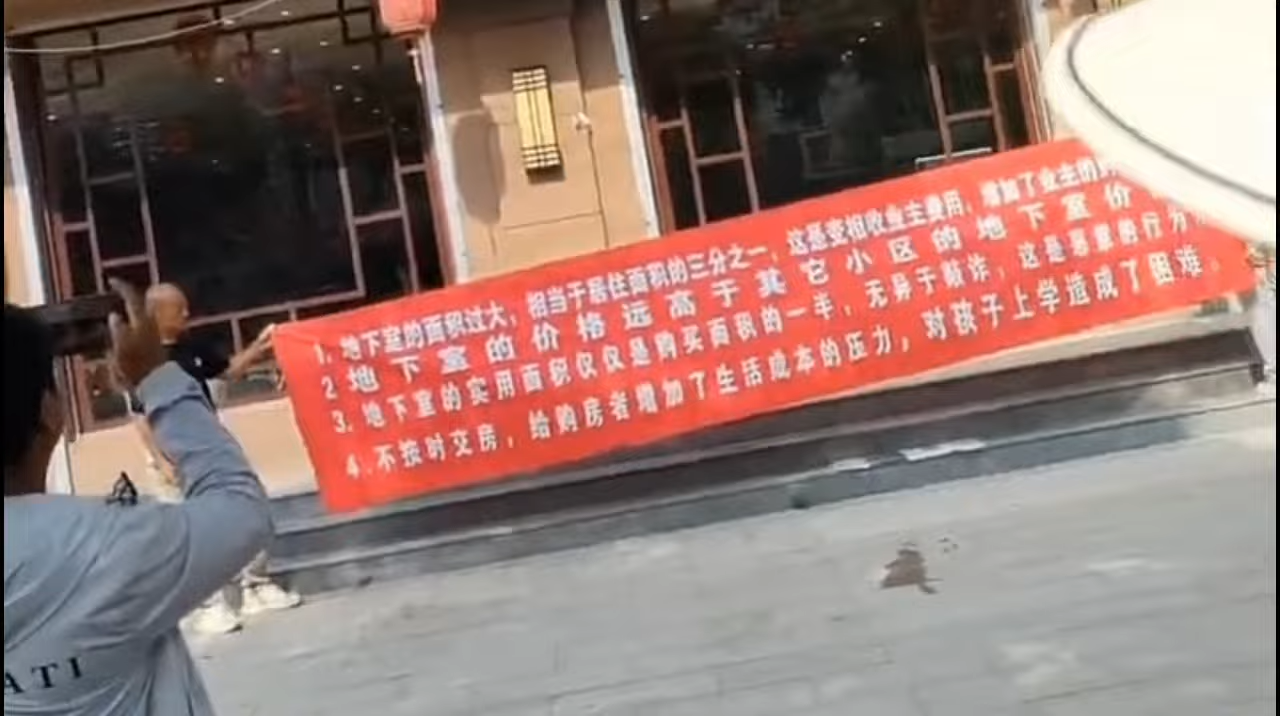 1. 地下室的面积过大，相当于居住面积的三分之一，这是变相收业主费用，增加了业主的
2 地下室的价格远高于其它小区的地下室价
3. 地下室的实用面积仅仅是购买面积的一半，无异于敲诈，这是恶意的行为
4.不按时交房，给购房者增加了生活成本的压力，对孩子上学造成了困难。
ATI